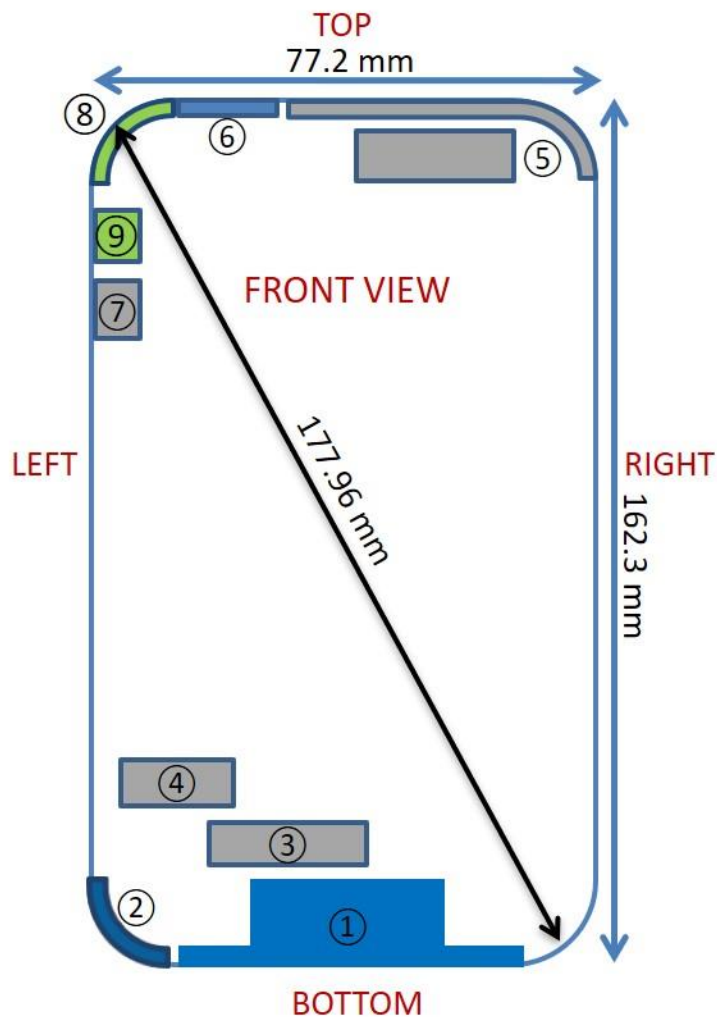 TOP
77.2 mm
⑧
⑥
⑤
⑨
FRONT VIEW
⑦
LEFT
177.96 mm
RIGHT
162.3 mm
④
③
②
①
BOTTOM